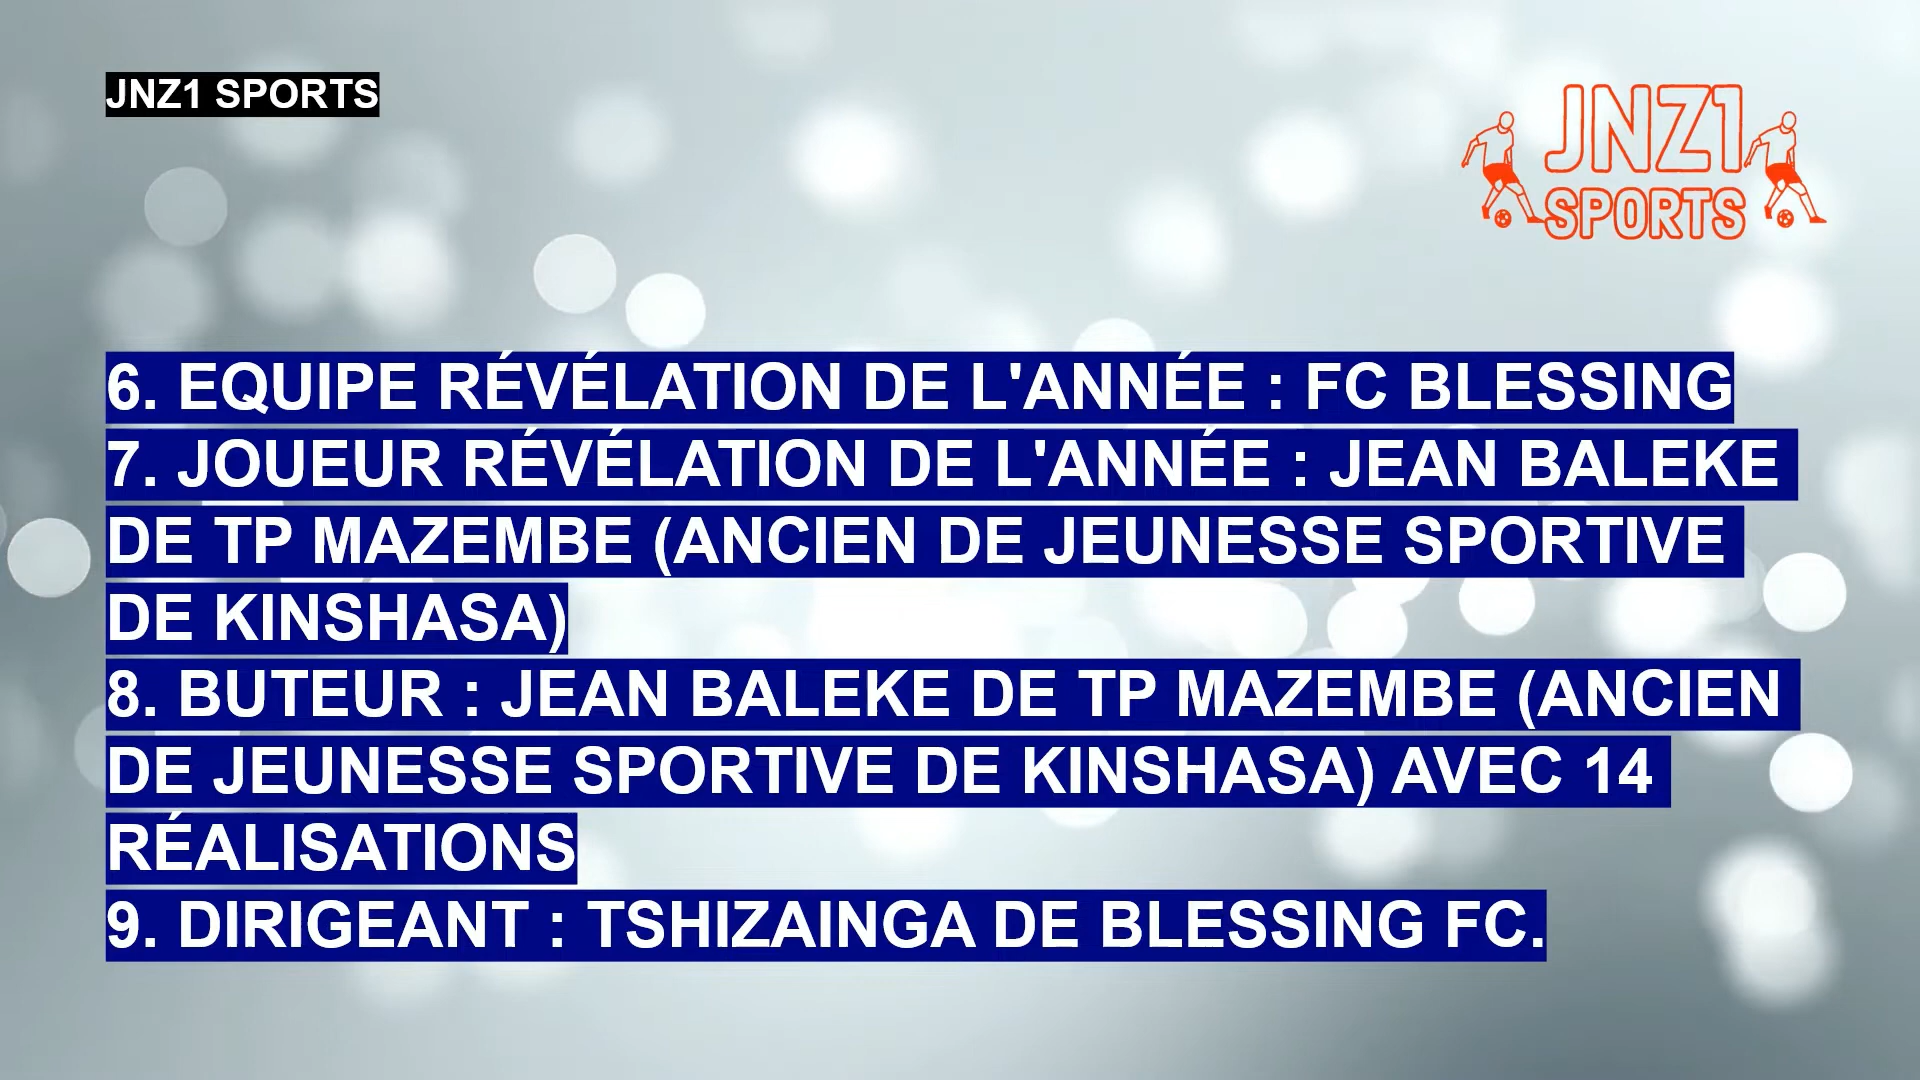 JNZ1 SPORTS
JNZ1
SPORTS
6. EQUIPE RÉVÉLATION DE L'ANNÉE : FC BLESSING
7. JOUEUR RÉVÉLATION DE L'ANNÉE : JEAN BALEKE
DE TP MAZEMBE (ANCIEN DE JEUNESSE SPORTIVE
DE KINSHASA)
8. BUTEUR : JEAN BALEKE DE TP MAZEMBE (ANCIEN
DE JEUNESSE SPORTIVE DE KINSHASA) AVEC 14
RÉALISATIONS
9. DIRIGEANT : TSHIZAINGA DE BLESSING FC.